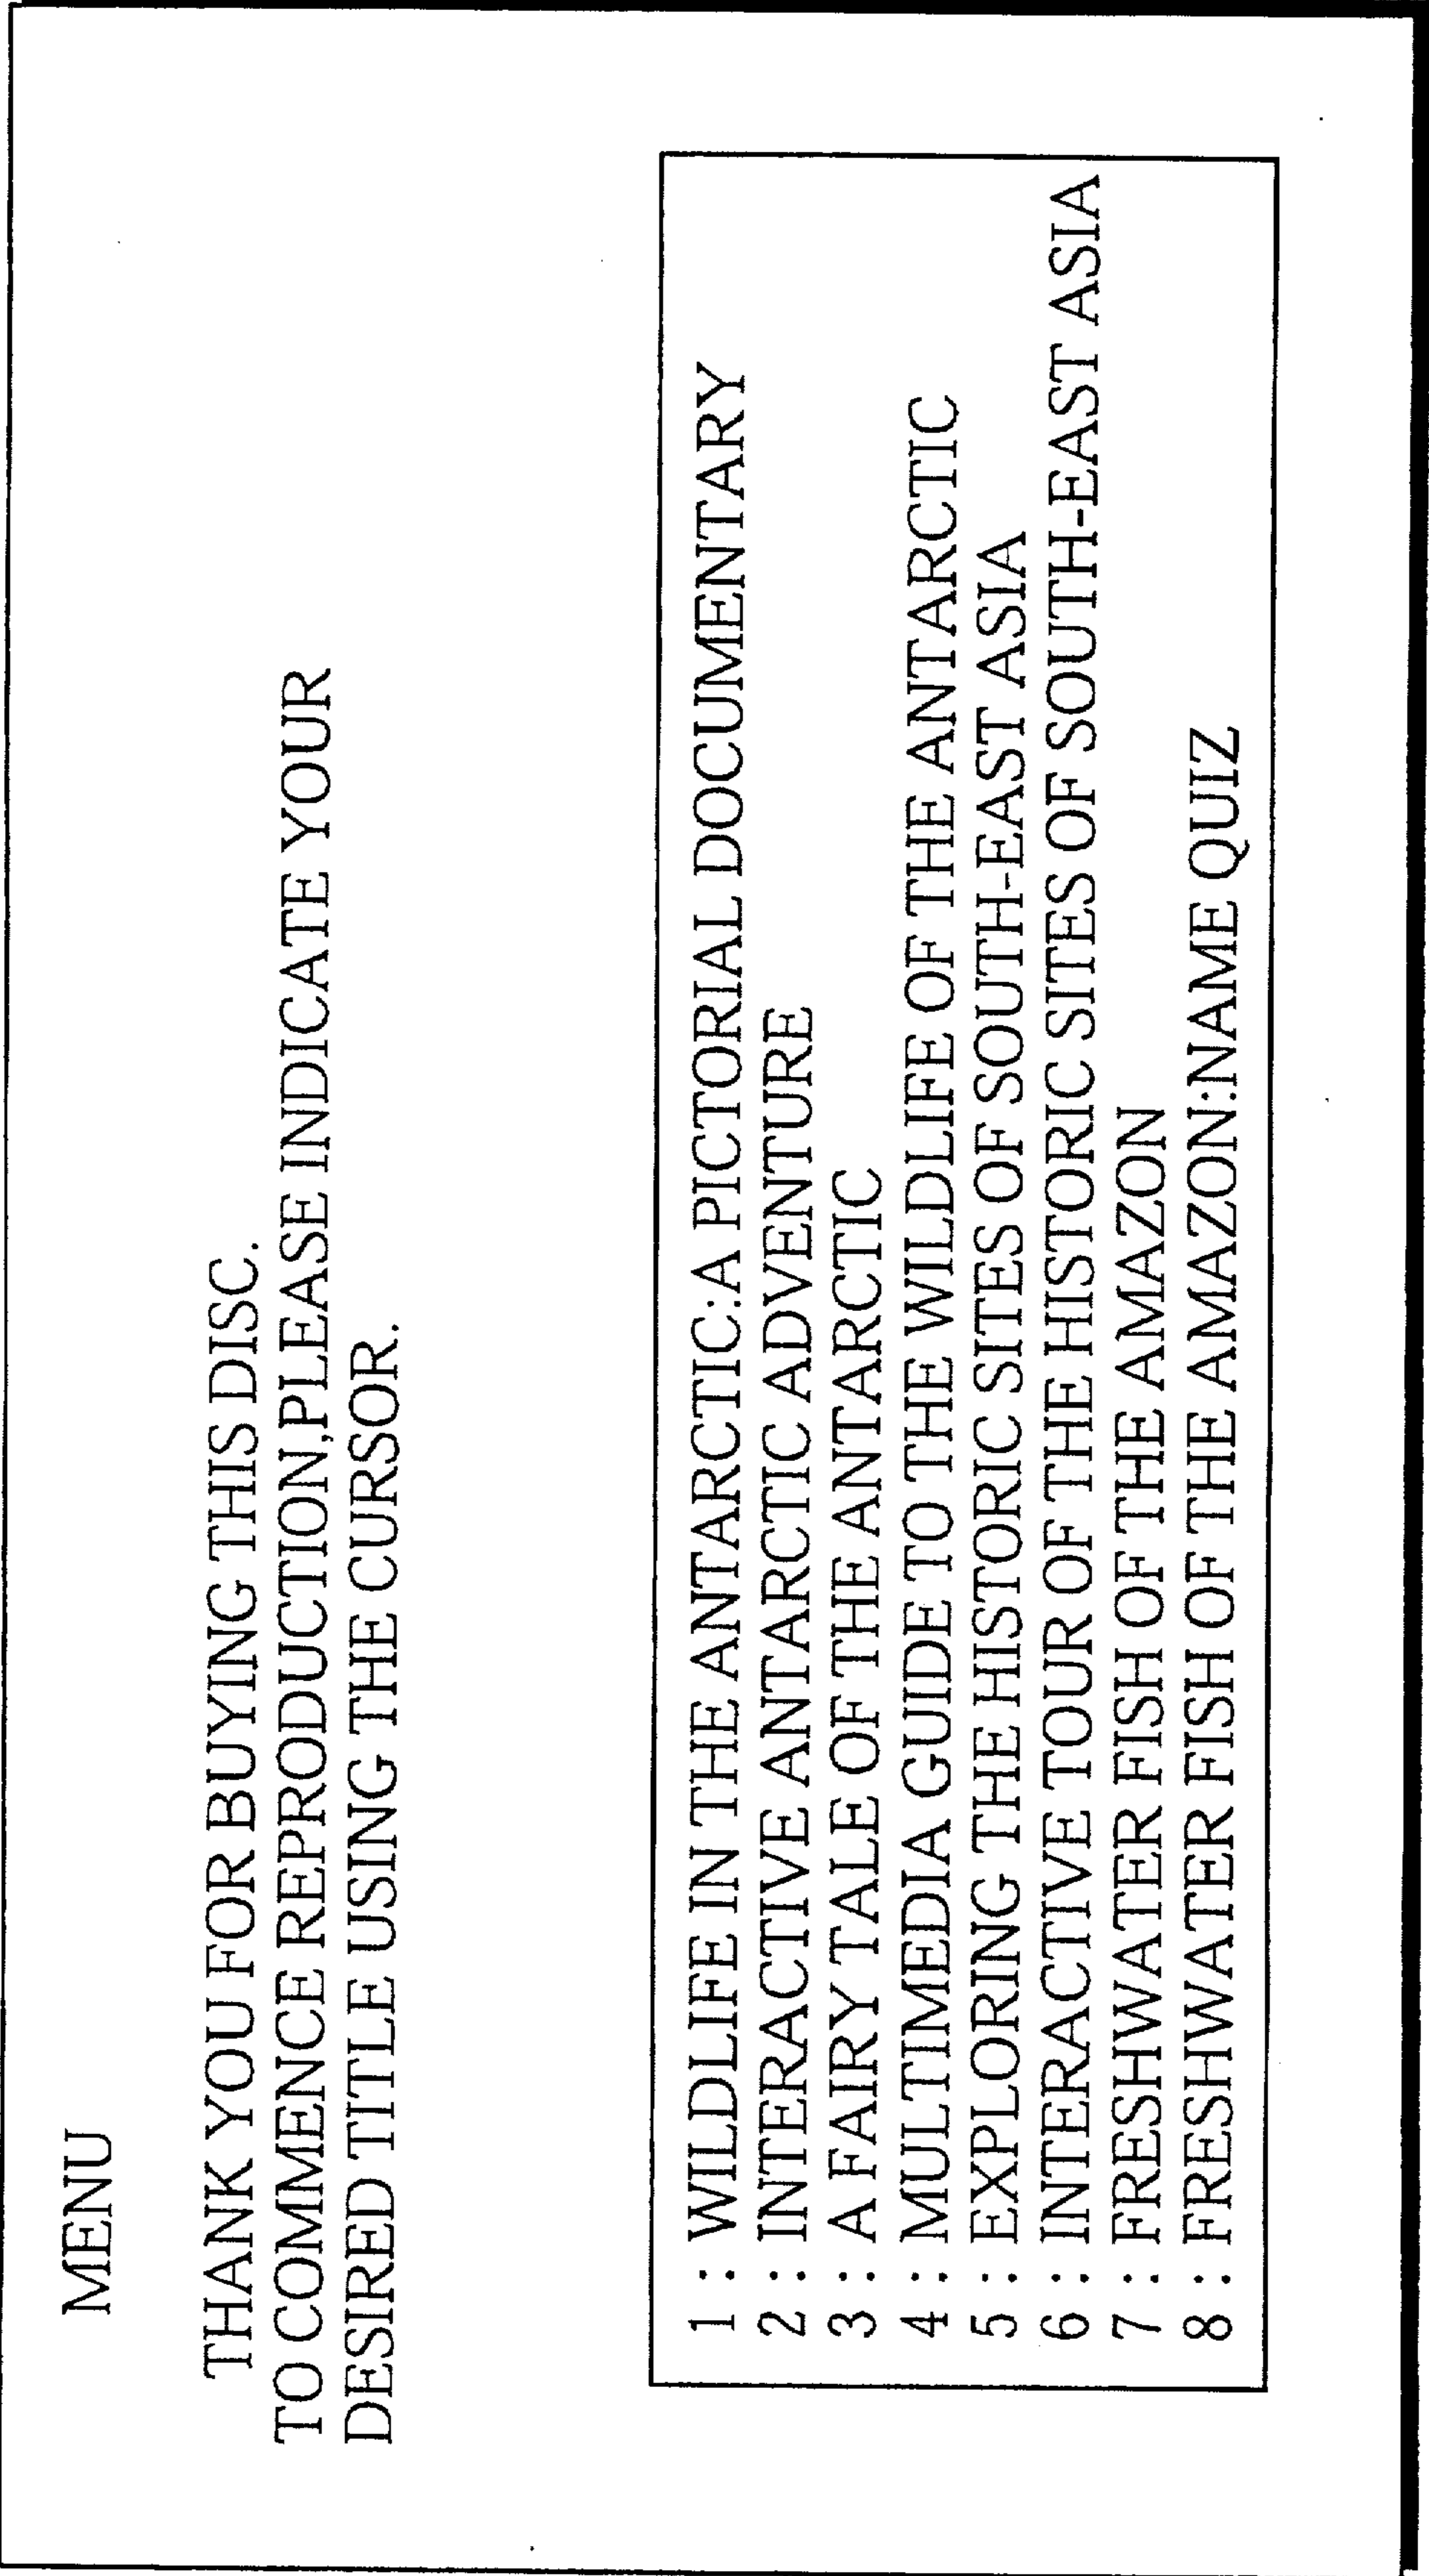 MENU
THANK YOU FOR BUYING THIS DISC.
TO COMMENCE REPRODUCTION,PLEASE INDICATE YOUR
DESIRED TITLE USING THE CURSOR.
1 : WILDLIFE IN THE ANTARCTIC:A PICTORIAL DOCUMENTARY
2 : INTERACTIVE ANTARCTIC ADVENTURE
3 : A FAIRY TALE OF THE ANTARCTIC
4 : MULTIMEDIA GUIDE TO THE WILDLIFE OF THE ANTARCTIC
5 : EXPLORING THE HISTORIC SITES OF SOUTH-EAST ASIA
6 : INTERACTIVE TOUR OF THE HISTORIC SITES OF SOUTH-EAST ASIA
7 : FRESHWATER FISH OF THE AMAZON
8 : FRESHWATER FISH OF THE AMAZON:NAME QUIZ